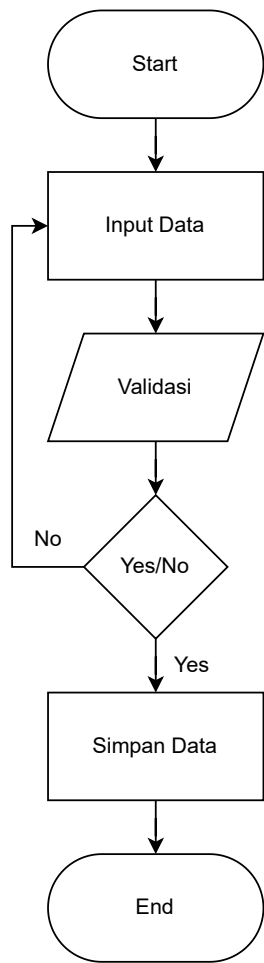 Start
Input Data
Validasi
No
Yes/No
Yes
Simpan Data
End